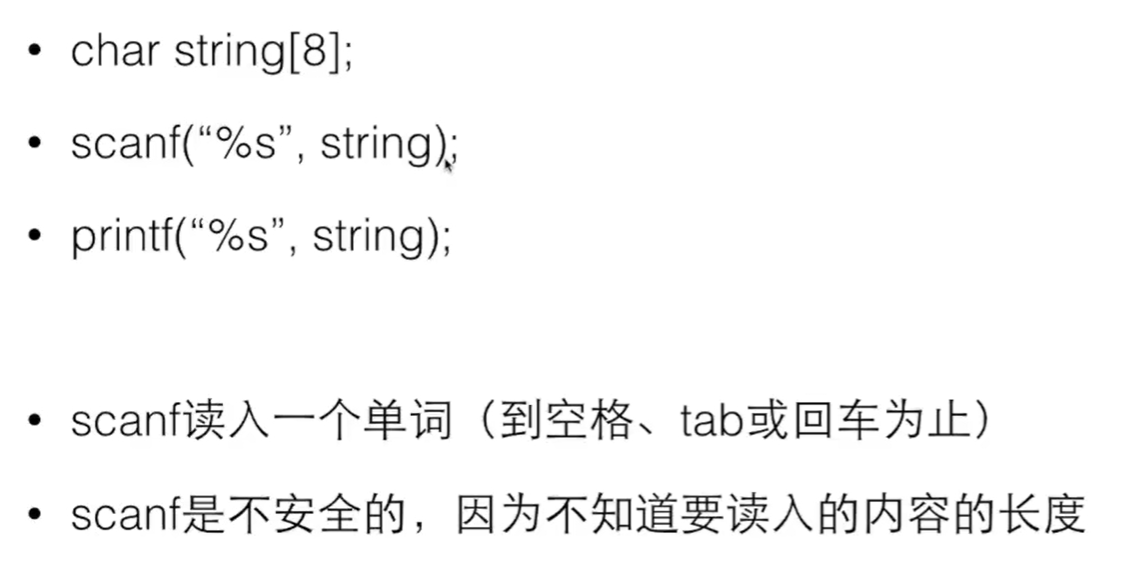 • char string[8];
• scanf(“%s”, string);
• printf(“%s”, string);
• scanf读入一个单词（到空格、tab或回车为止）
• scanf是不安全的，因为不知道要读入的内容的长度